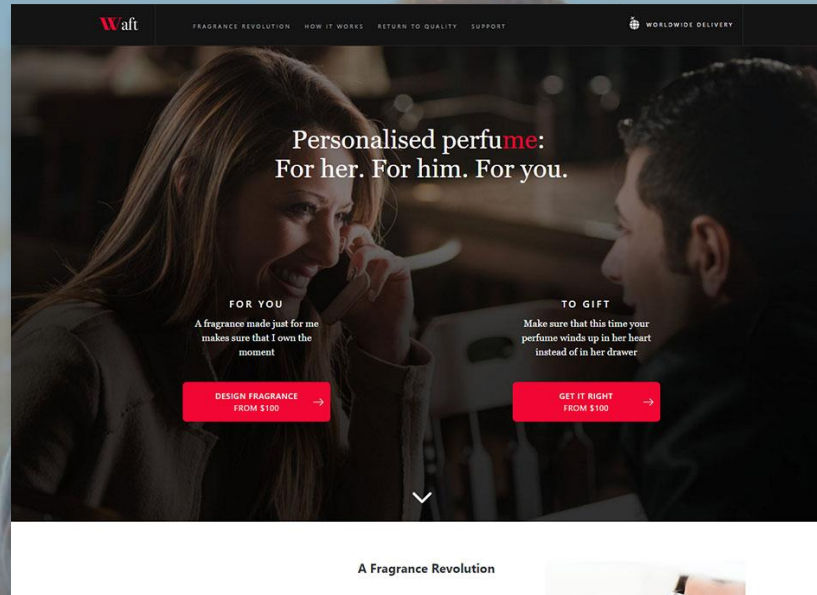 Waft
FRAGRANCE REVOLUTION HOW IT WORKS RETURN TO QUALITY SUPPORT
WORLDWIDE DELIVERY
Personalised perfume:
For her. For him. For you.
FOR YOU
A fragrance made just for me
makes sure that I own the
moment
DESIGN FRAGRANCE
FROM $100
TO GIFT
Make sure that this time your
perfume winds up in her heart
instead of in her drawer
GET IT RIGHT
FROM $100
A Fragrance Revolution